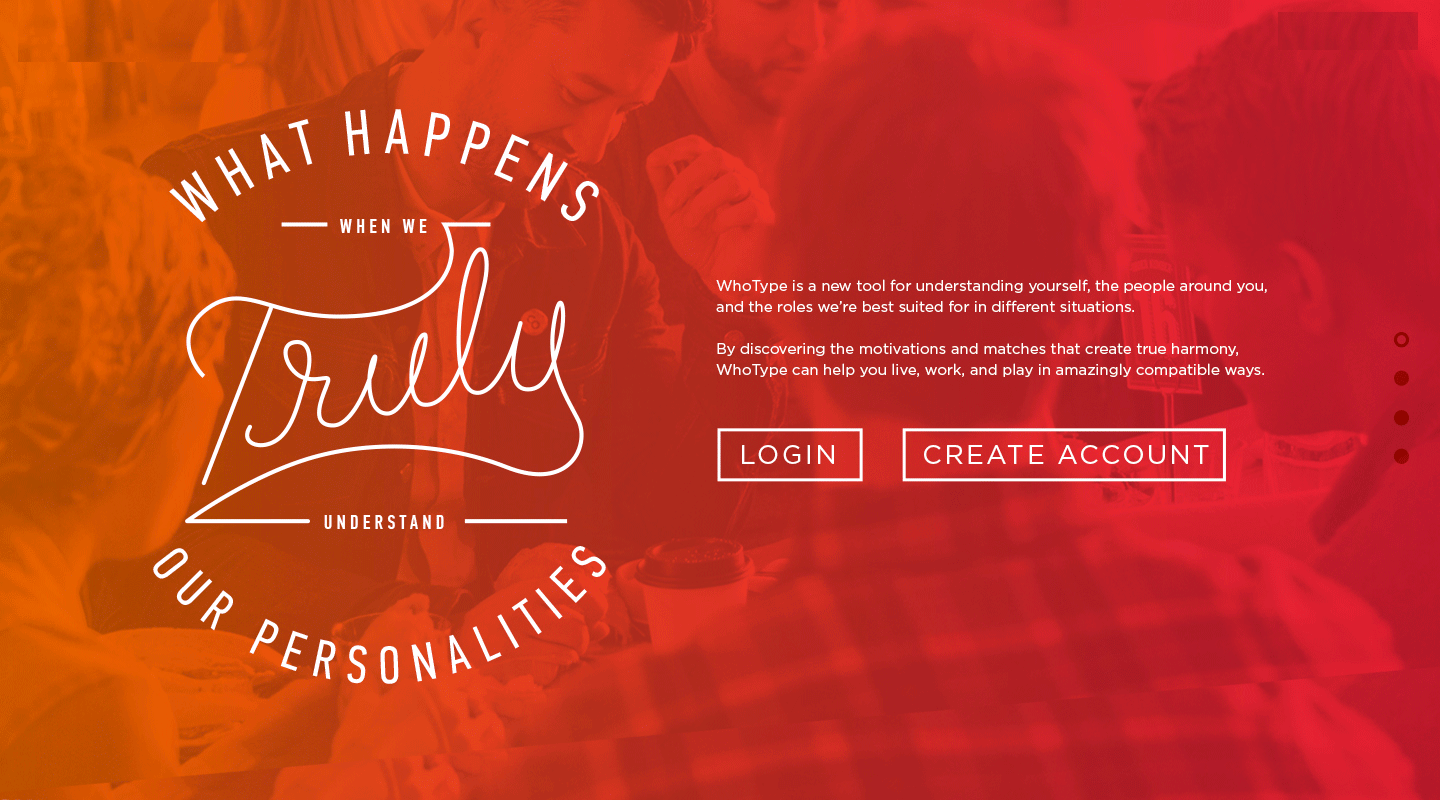 WHAT HAPPENS
WHEN WE
Truly
UNDERSTAND
OUR PERSONALITIES
WhoType is a new tool for understanding yourself, the people around you,
and the roles we’re best suited for in different situations.
By discovering the motivations and matches that create true harmony,
WhoType can help you live, work, and play in amazingly compatible ways.
LOGIN
CREATE ACCOUNT